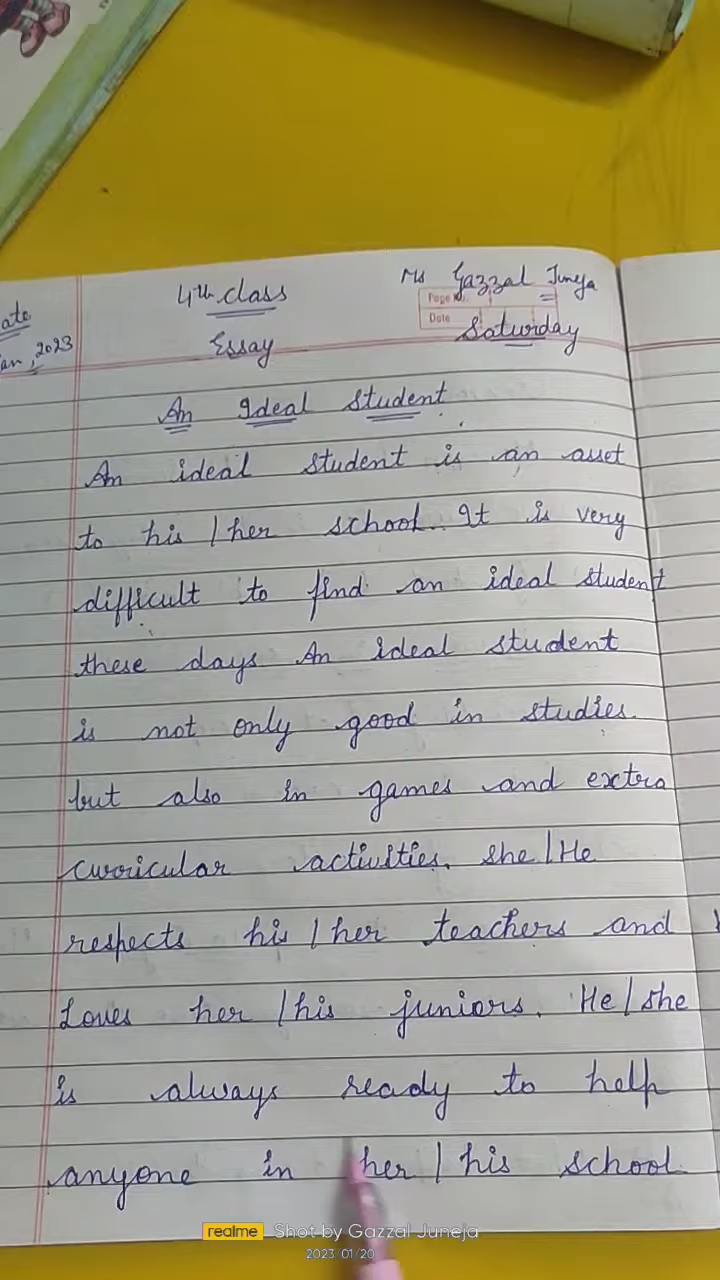 4th class
Ms Gazzal Juneja
Page No.
Date
ate
an, 2023
Essay
Saturday
An Ideal Student
An ideal student is an asset
to his / her school. It is very
difficult to find an ideal student
these days An ideal student
is not only good in studies.
but also in games and extra
curricular activities. she / He
respects his / her teachers and
Loves her / his juniors. He / she
is always ready to help
anyone in her / his school.
realme Shot by Gazzal Juneja
2023/01/20